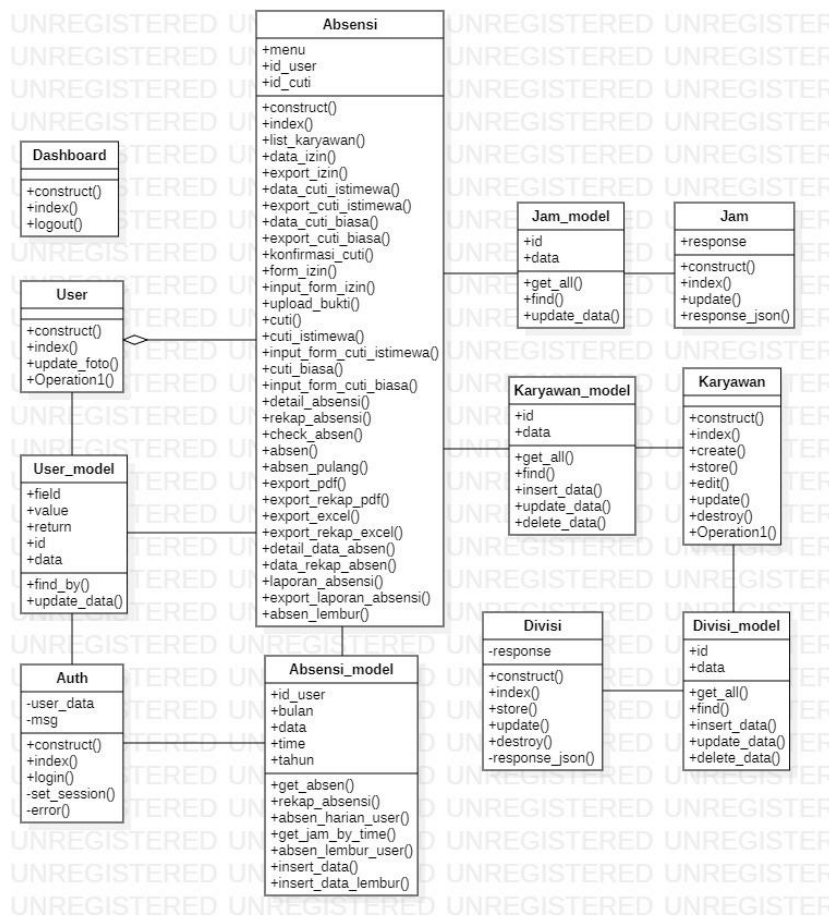 Absensi
+menu
+id_user
+id_cuti
+construct()
+index()
+list_karyawan()
+data_izin()
+export_izin()
+data_cuti_istimewa()
+export_cuti_istimewa()
+data_cuti_biasa()
+export_cuti_biasa()
+konfirmasi_cuti()
+form_izin()
+input_form_izin()
+upload_bukti()
+cuti()
+cuti_istimewa()
+input_form_cuti_istimewa()
+cuti_biasa()
+input_form_cuti_biasa()
+detail_absensi()
+rekap_absensi()
+check_absen()
+absen()
+absen_pulang()
+export_pdf()
+export_rekap_pdf()
+export_excel()
+export_rekap_excel()
+detail_data_absen()
+data_rekap_absen()
+laporan_absensi()
+export_laporan_absensi()
+absen_lembur()
Dashboard
+construct()
+index()
+logout()
User
+construct()
+index()
+update_foto()
+Operation1()
User_model
+field
+value
+return
+id
+data
+find_by()
+update_data()
Auth
-user_data
-msg
+construct()
+index()
+login()
-set_session()
-error()
Absensi_model
+id_user
+bulan
+data
+time
+tahun
+get_absen()
+rekap_absensi()
+absen_harian_user()
+get_jam_by_time()
+absen_lembur_user()
+insert_data()
+insert_data_lembur()
Jam_model
+id
+data
+get_all()
+find()
+update_data()
Jam
+response
+construct()
+index()
+update()
+response_json()
Karyawan_model
+id
+data
+get_all()
+find()
+insert_data()
+update_data()
+delete_data()
Karyawan
+construct()
+index()
+create()
+store()
+edit()
+update()
+destroy()
+Operation1()
Divisi
-response
+construct()
+index()
+store()
+update()
+destroy()
-response_json()
Divisi_model
+id
+data
+get_all()
+find()
+insert_data()
+update_data()
+delete_data()
UNREGISTERED